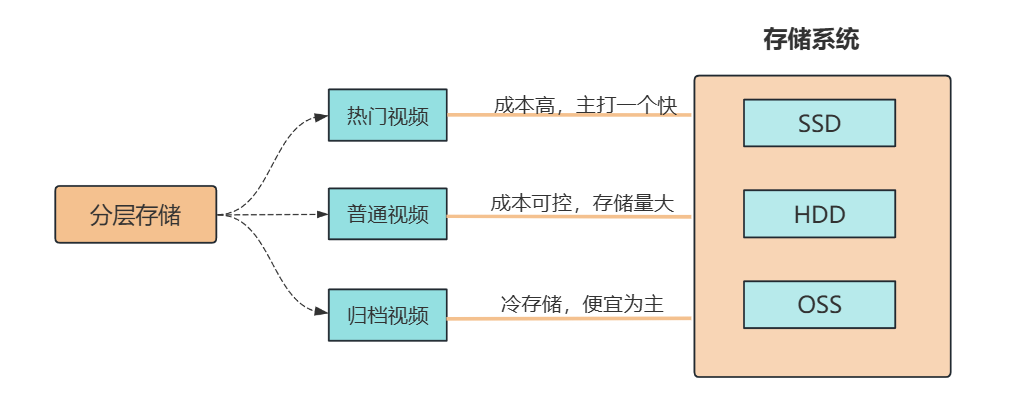 存储系统
热门视频
成本高，主打一个快
SSD
分层存储
普通视频
成本可控，存储量大
HDD
归档视频
冷存储，便宜为主
OSS